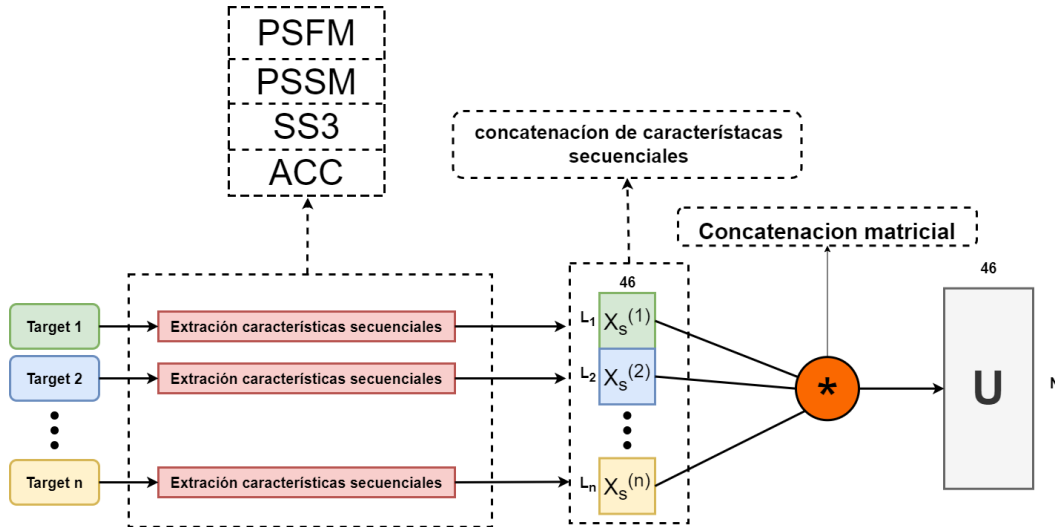 PSFM
PSSM
SS3
ACC
concatenacíon de característacas
secuenciales
Concatenacion matricial
46
46
Target 1
Extración características secuenciales
L1 Xs(1)
Target 2
Extración características secuenciales
L2 Xs(2)
*
U
Target n
Extración características secuenciales
Ln Xs(n)